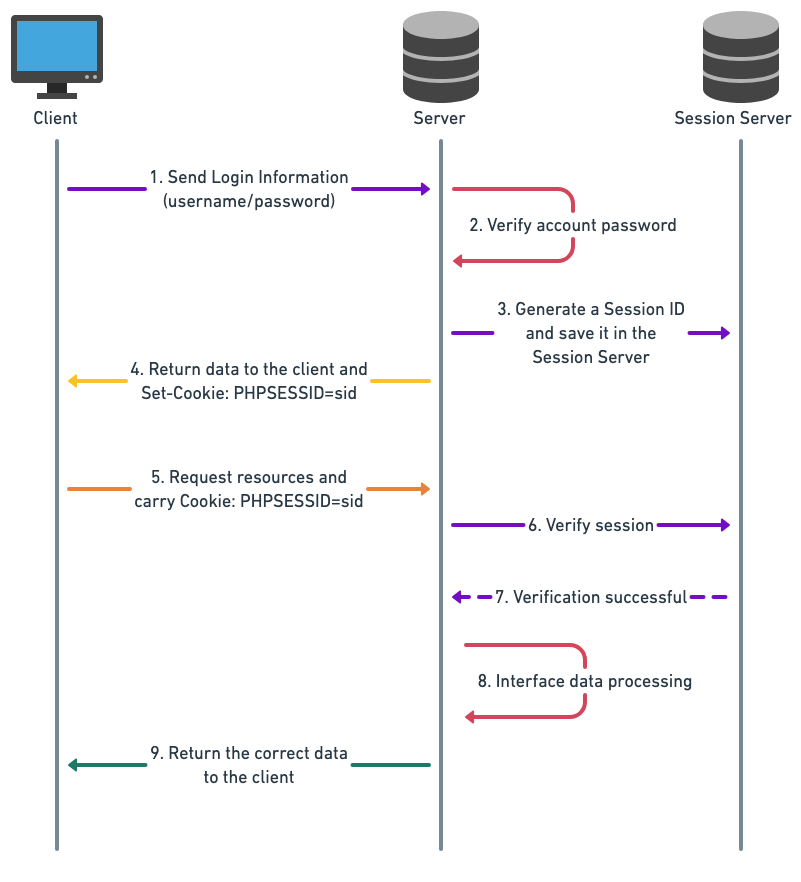 Client
Server
Session Server
1. Send Login Information
(username/password)
2. Verify account password
3. Generate a Session ID
and save it in the
Session Server
4. Return data to the client and
Set-Cookie: PHPSESSID=sid
5. Request resources and
carry Cookie: PHPSESSID=sid
6. Verify session
7. Verification successful
8. Interface data processing
9. Return the correct data
to the client